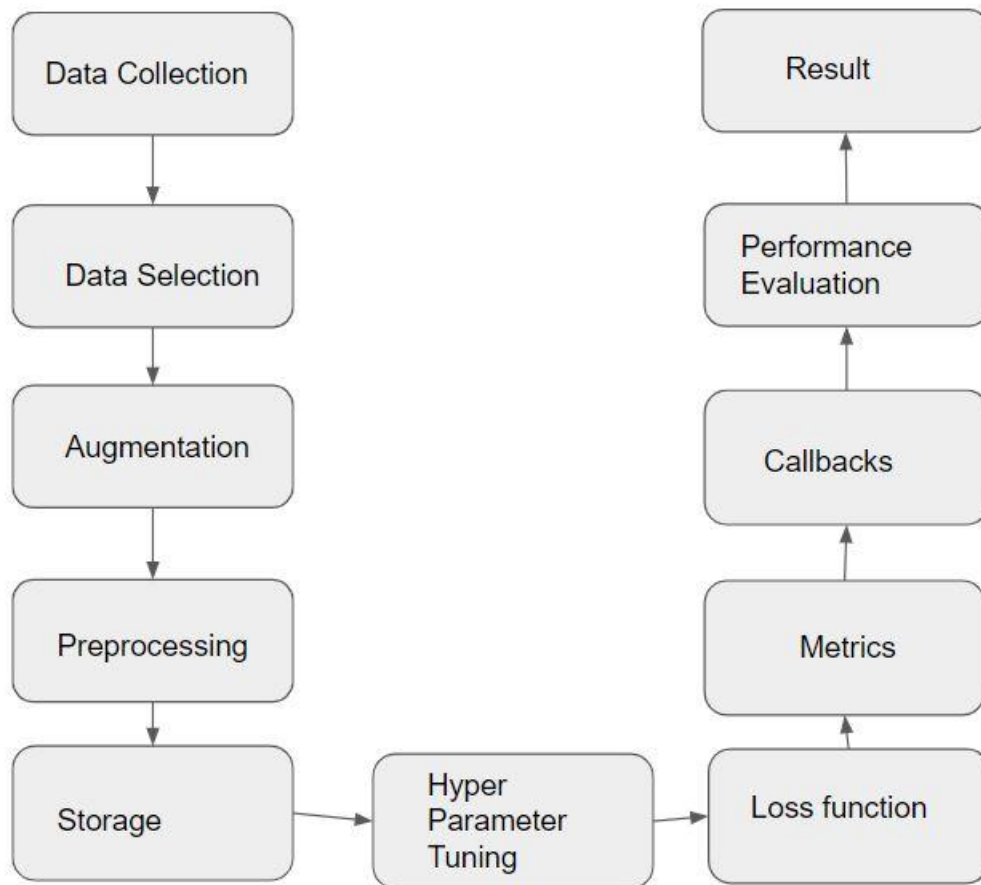 Data Collection
Data Selection
Augmentation
Preprocessing
Storage
Hyper
Parameter
Tuning
Loss function
Metrics
Callbacks
Performance
Evaluation
Result